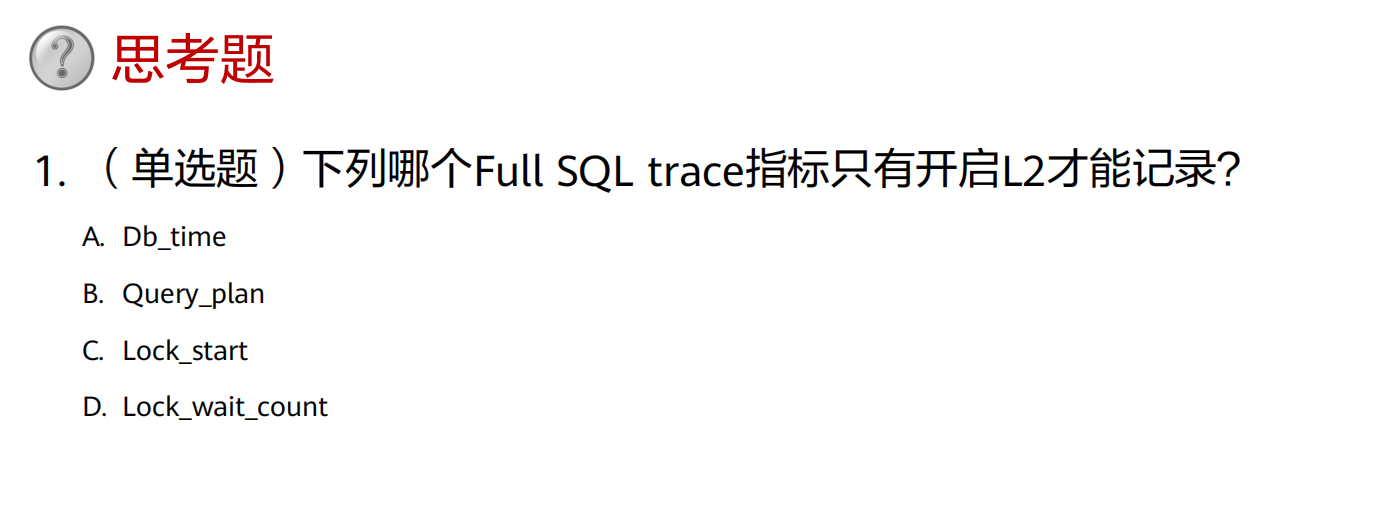 思考题
1. （单选题）下列哪个Full SQL trace指标只有开启L2才能记录？
A. Db_time
B. Query_plan
C. Lock_start
D. Lock_wait_count